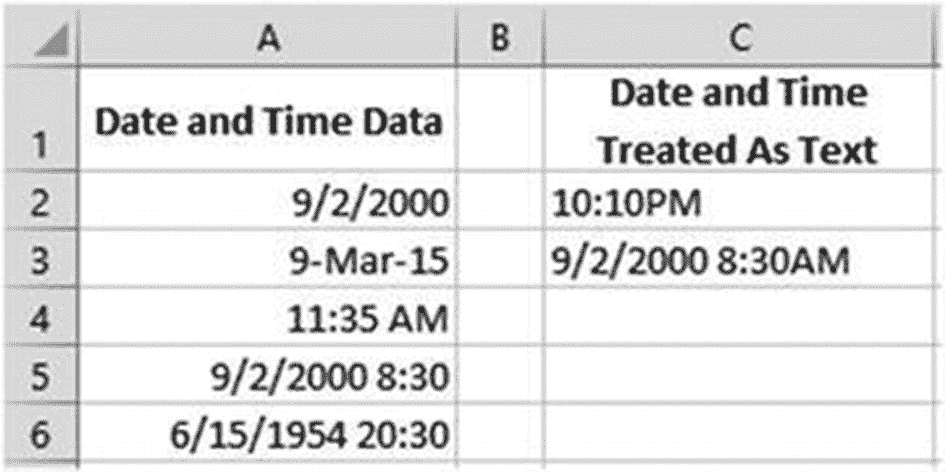 A B C
1 Date and Time Data Date and Time
Treated As Text
2 9/2/2000 10:10PM
3 9-Mar-15 9/2/2000 8:30AM
4 11:35 AM
5 9/2/2000 8:30
6 6/15/1954 20:30